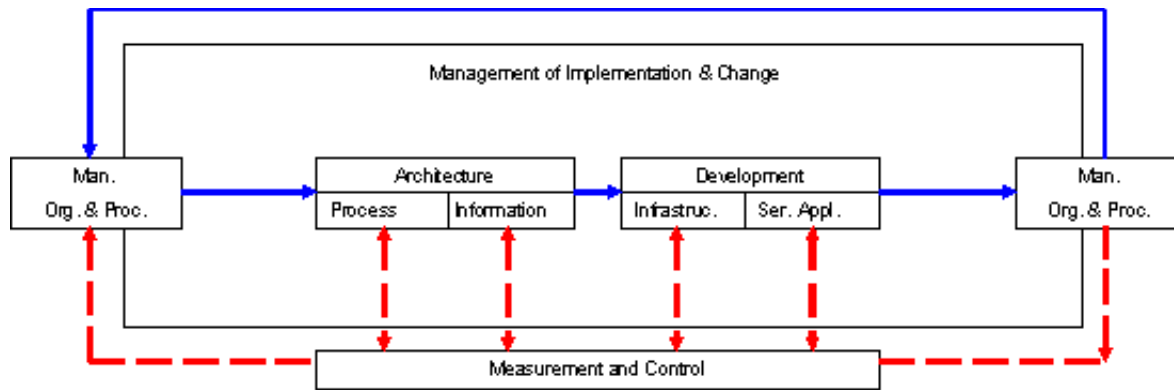 Management of Implementation & Change
Man.
Org. & Proc.
Architecture
Process
Information
Development
Infrastruc.
Ser. Appl.
Man.
Org. & Proc.
Measurement and Control